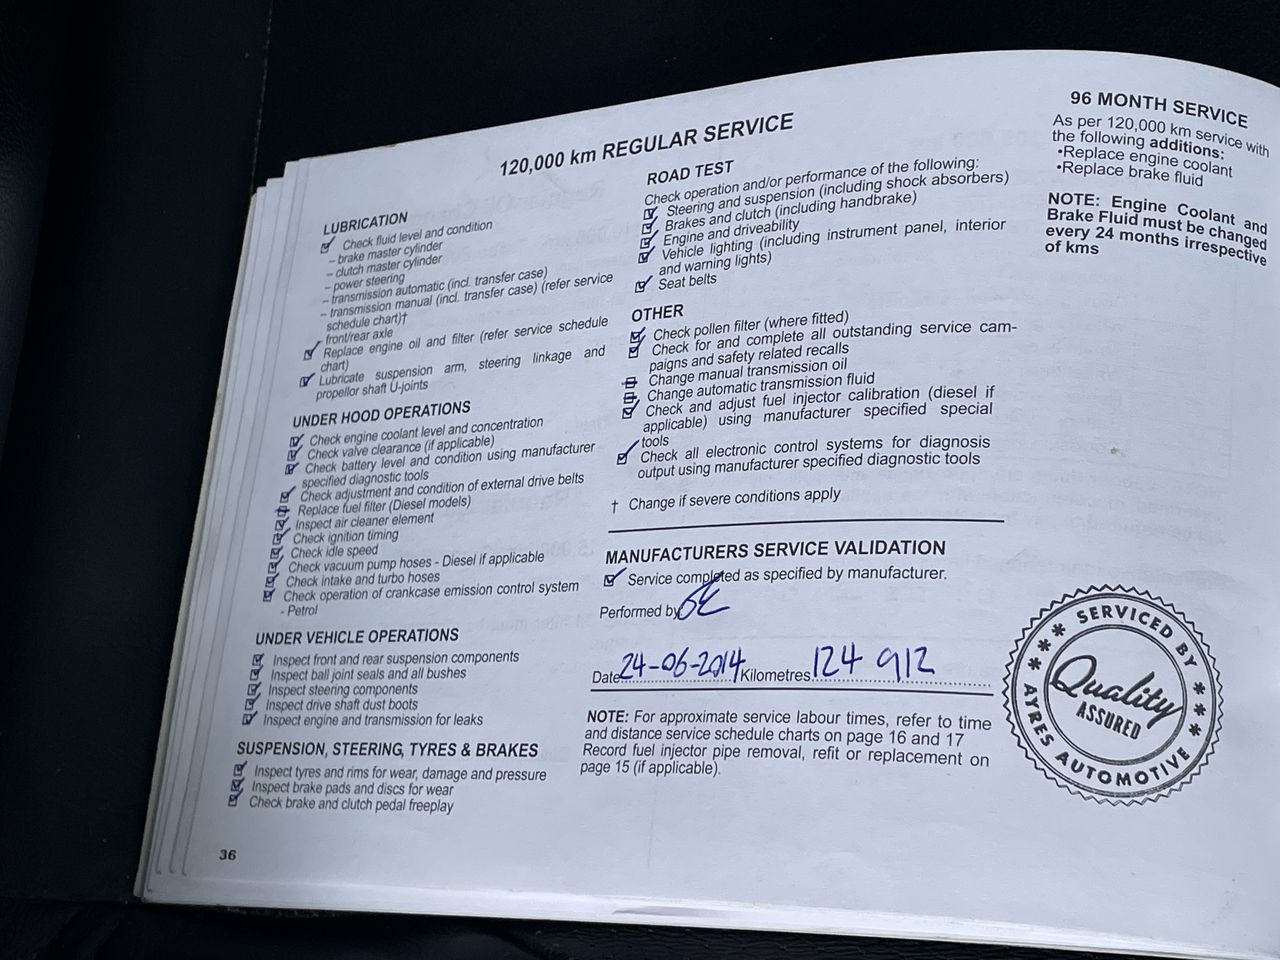 120,000 km REGULAR SERVICE
LUBRICATION
Check fluid level and condition
– brake master cylinder
– clutch master cylinder
– power steering
– transmission automatic (incl. transfer case)
– transmission manual (incl. transfer case) (refer service
schedule chart)†
front/rear axle
Replace engine oil and filter (refer service schedule
chart)
Lubricate suspension arm, steering linkage and
propellor shaft U-joints
UNDER HOOD OPERATIONS
Check engine coolant level and concentration
Check valve clearance (if applicable)
Check battery level and condition using manufacturer
specified diagnostic tools
Check adjustment and condition of external drive belts
Replace fuel filter (Diesel models)
Inspect air cleaner element
Check ignition timing
Check idle speed
Check vacuum pump hoses - Diesel if applicable
Check intake and turbo hoses
Check operation of crankcase emission control system
- Petrol
UNDER VEHICLE OPERATIONS
Inspect front and rear suspension components
Inspect ball joint seals and all bushes
Inspect steering components
Inspect drive shaft dust boots
Inspect engine and transmission for leaks
SUSPENSION, STEERING, TYRES & BRAKES
Inspect tyres and rims for wear, damage and pressure
Inspect brake pads and discs for wear
Check brake and clutch pedal freeplay
36
ROAD TEST
Check operation and/or performance of the following:
Steering and suspension (including shock absorbers)
Brakes and clutch (including handbrake)
Engine and driveability
Vehicle lighting (including instrument panel, interior
and warning lights)
Seat belts
OTHER
Check pollen filter (where fitted)
Check for and complete all outstanding service cam-
paigns and safety related recalls
Change manual transmission oil
Change automatic transmission fluid
Check and adjust fuel injector calibration (diesel if
applicable) using manufacturer specified special
tools
Check all electronic control systems for diagnosis
output using manufacturer specified diagnostic tools
† Change if severe conditions apply
MANUFACTURERS SERVICE VALIDATION
Service completed as specified by manufacturer.
Performed by
Date 24-06-2014 Kilometres 124 912
NOTE: For approximate service labour times, refer to time
and distance service schedule charts on page 16 and 17
Record fuel injector pipe removal, refit or replacement on
page 15 (if applicable).
96 MONTH SERVICE
As per 120,000 km service with
the following additions:
•Replace engine coolant
•Replace brake fluid
NOTE: Engine Coolant and
Brake Fluid must be changed
every 24 months irrespective
of kms
SERVICED BY
Quality
ASSURED
AYRES AUTOMOTIVE